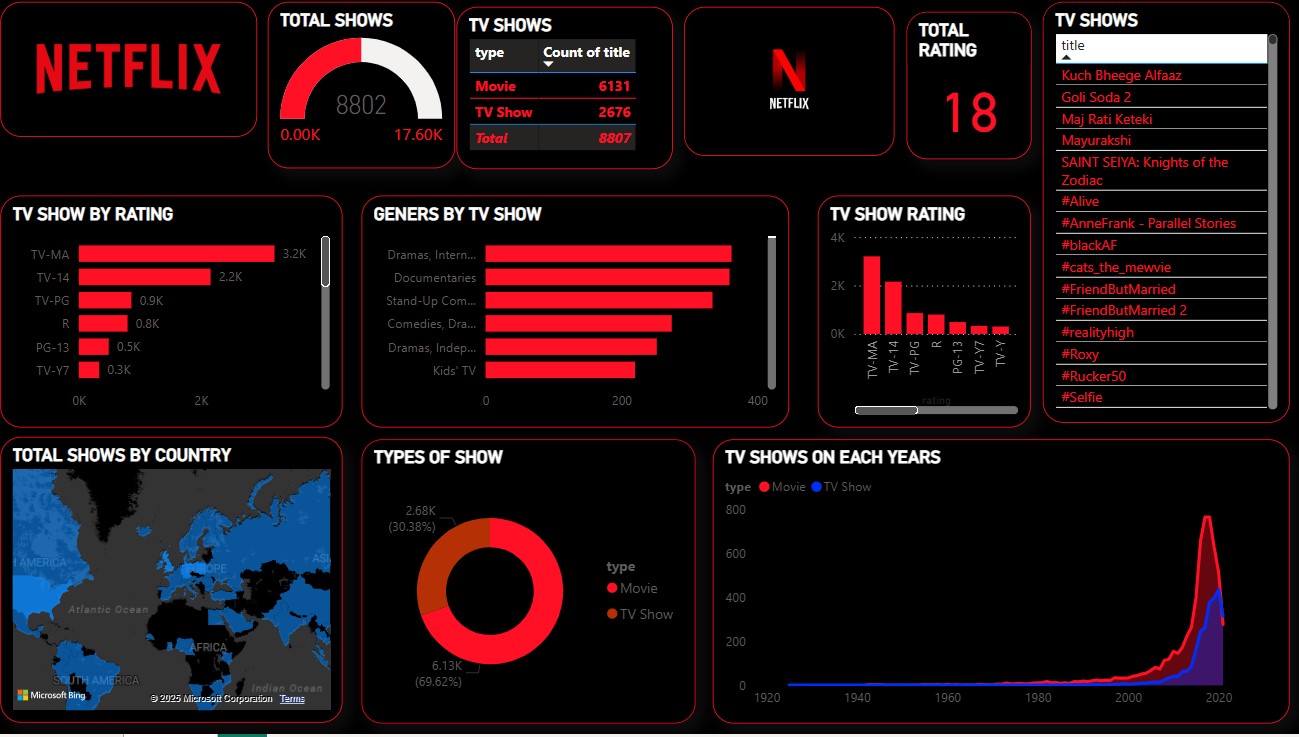 NETFLIX
TOTAL SHOWS
8802
0.00K 17.60K
TV SHOWS
type Count of title
Movie 6131
TV Show 2676
Total 8807
NETFLIX
TOTAL
RATING
18
TV SHOWS
title
Kuch Bheege Alfaaz
Goli Soda 2
Maj Rati Keteki
Mayurakshi
SAINT SEIYA: Knights of the
Zodiac
#Alive
#AnneFrank - Parallel Stories
#blackAF
#cats_the_mewvie
#FriendButMarried
#FriendButMarried 2
#realityhigh
#Roxy
#Rucker50
#Selfie
TV SHOW BY RATING
TV-MA 3.2K
TV-14 2.2K
TV-PG 0.9K
R 0.8K
PG-13 0.5K
TV-Y7 0.3K
0K 2K
GENERS BY TV SHOW
Dramas, Intern...
Documentaries
Stand-Up Com...
Comedies, Dra...
Dramas, Indep...
Kids' TV
0 200 400
TV SHOW RATING
4K
2K
0K
TV-MA TV-14 TV-PG R PG-13 TV-Y7 TV-Y
rating
TOTAL SHOWS BY COUNTRY
H AMERICA
EUROPE
ASI
Atlantic Ocean
AFRICA
SOUTH AMERICA
Indian Ocean
Microsoft Bing
© 2025 Microsoft Corporation Terms
TYPES OF SHOW
2.68K
(30.38%)
type
Movie
TV Show
6.13K
(69.62%)
TV SHOWS ON EACH YEARS
type Movie TV Show
800
600
400
200
0
1920 1940 1960 1980 2000 2020